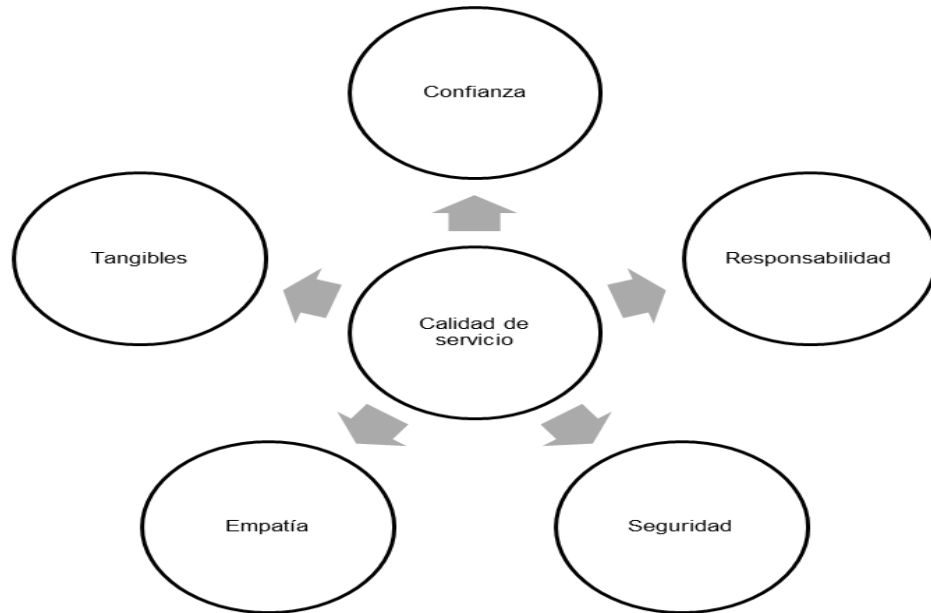 Confianza
Tangibles
Responsabilidad
Calidad de
servicio
Empatía
Seguridad